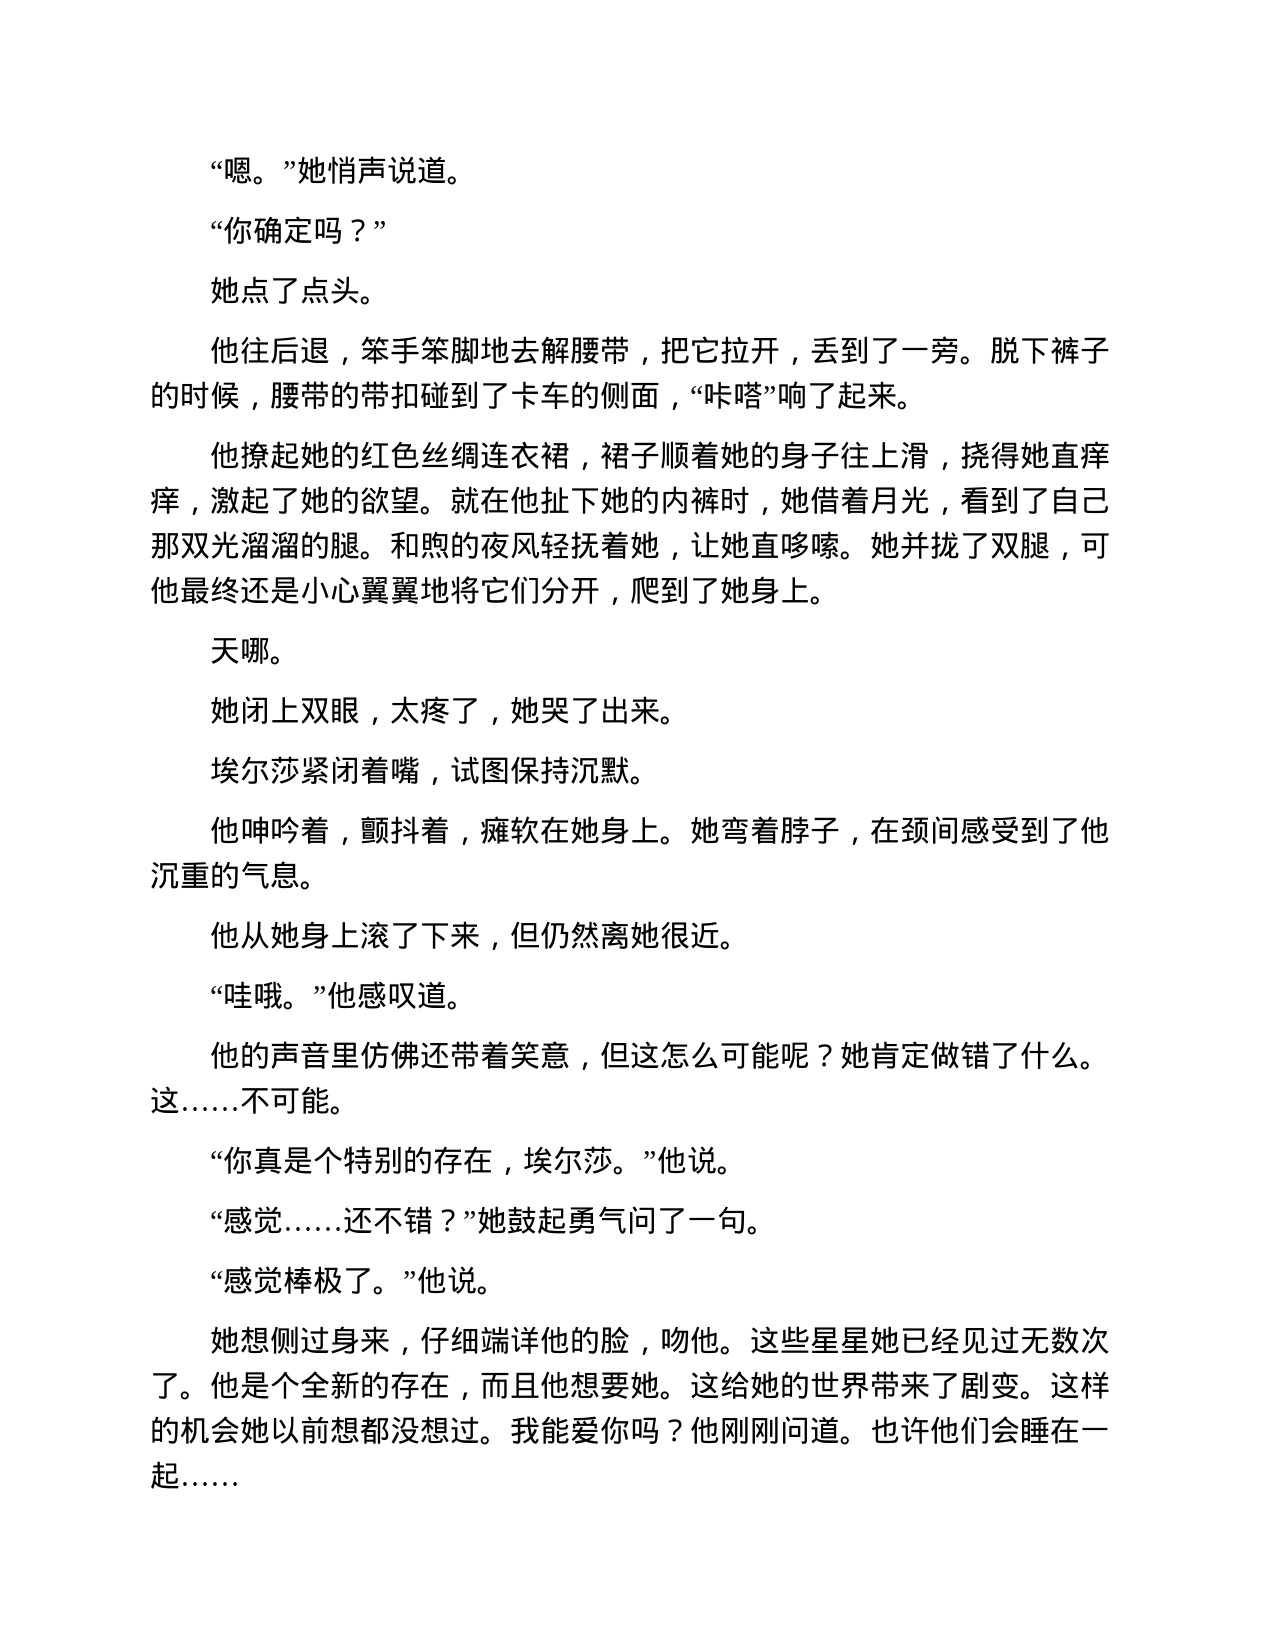 “嗯。”她悄声说道。
“你确定吗？”
她点了点头。
他往后退，笨手笨脚地去解腰带，把它拉开，丢到了一旁。脱下裤子
的时候，腰带的带扣碰到了卡车的侧面，“咔嗒”响了起来。
他撩起她的红色丝绸连衣裙，裙子顺着她的身子往上滑，挠得她直痒
痒，激起了她的欲望。就在他扯下她的内裤时，她借着月光，看到了自己
那双光溜溜的腿。和煦的夜风轻抚着她，让她直哆嗦。她并拢了双腿，可
他最终还是小心翼翼地将它们分开，爬到了她身上。
天哪。
她闭上双眼，太疼了，她哭了出来。
埃尔莎紧闭着嘴，试图保持沉默。
他呻吟着，颤抖着，瘫软在她身上。她弯着脖子，在颈间感受到了他
沉重的气息。
他从她身上滚了下来，但仍然离她很近。
“哇哦。”他感叹道。
他的声音里仿佛还带着笑意，但这怎么可能呢？她肯定做错了什么。
这……不可能。
“你真是个特别的存在，埃尔莎。”他说。
“感觉……还不错？”她鼓起勇气问了一句。
“感觉棒极了。”他说。
她想侧过身来，仔细端详他的脸，吻他。这些星星她已经见过无数次
了。他是个全新的存在，而且他想要她。这给她的世界带来了剧变。这样
的机会她以前想都没想过。我能爱你吗？他刚刚问道。也许他们会睡在一
起……